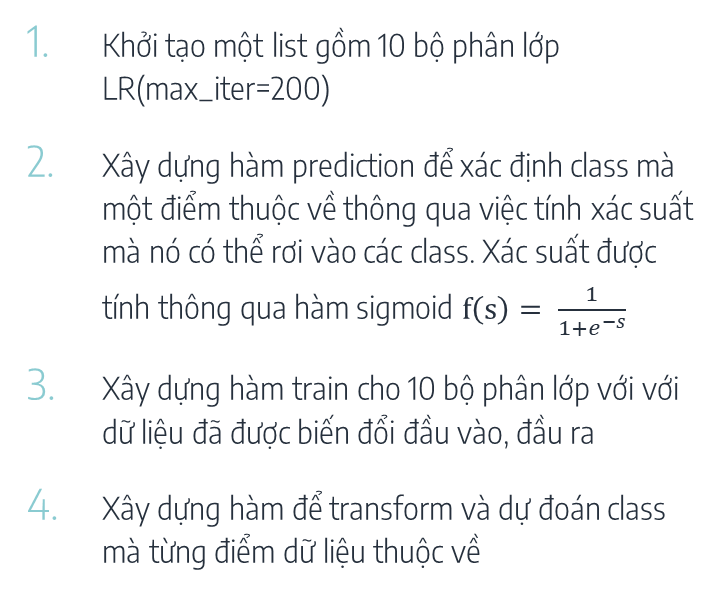 1. Khởi tạo một list gồm 10 bộ phân lớp
LR(max_iter=200)
2. Xây dựng hàm prediction để xác định class mà
một điểm thuộc về thông qua việc tính xác suất
mà nó có thể rơi vào các class. Xác suất được
tính thông qua hàm sigmoid f(s) = \frac{1}{1+e^{-s}}
3. Xây dựng hàm train cho 10 bộ phân lớp với với
dữ liệu đã được biến đổi đầu vào, đầu ra
4. Xây dựng hàm để transform và dự đoán class
mà từng điểm dữ liệu thuộc về